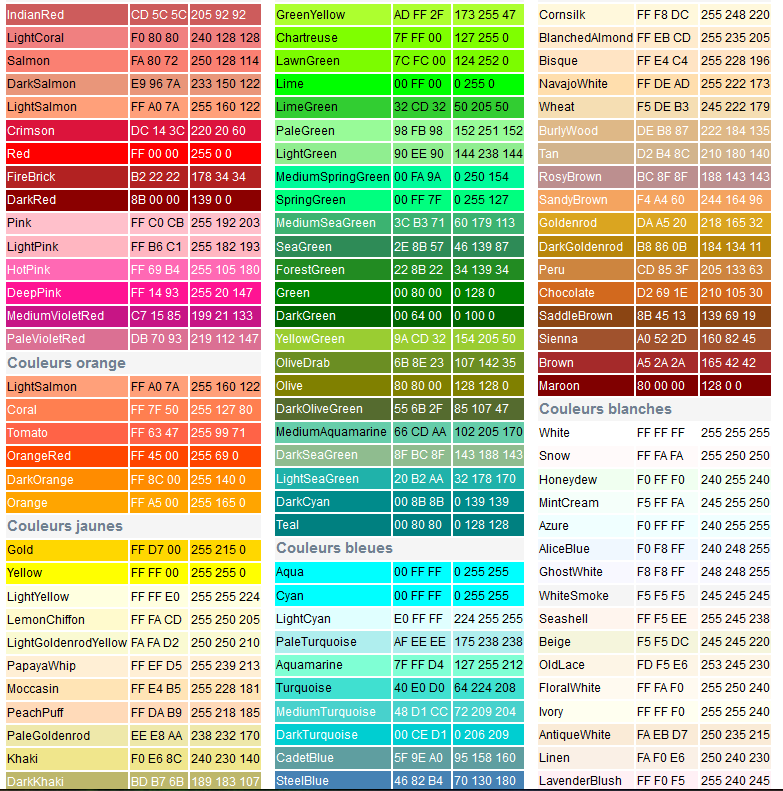 IndianRed CD 5C 5C 205 92 92
LightCoral F0 80 80 240 128 128
Salmon FA 80 72 250 128 114
DarkSalmon E9 96 7A 233 150 122
LightSalmon FF A0 7A 255 160 122
Crimson DC 14 3C 220 20 60
Red FF 00 00 255 0 0
FireBrick B2 22 22 178 34 34
DarkRed 8B 00 00 139 0 0
Pink FF C0 CB 255 192 203
LightPink FF B6 C1 255 182 193
HotPink FF 69 B4 255 105 180
DeepPink FF 14 93 255 20 147
MediumVioletRed C7 15 85 199 21 133
PaleVioletRed DB 70 93 219 112 147
Couleurs orange
LightSalmon FF A0 7A 255 160 122
Coral FF 7F 50 255 127 80
Tomato FF 63 47 255 99 71
OrangeRed FF 45 00 255 69 0
DarkOrange FF 8C 00 255 140 0
Orange FF A5 00 255 165 0
Couleurs jaunes
Gold FF D7 00 255 215 0
Yellow FF FF 00 255 255 0
LightYellow FF FF E0 255 255 224
LemonChiffon FF FA CD 255 250 205
LightGoldenrodYellow FA FA D2 250 250 210
PapayaWhip FF EF D5 255 239 213
Moccasin FF E4 B5 255 228 181
PeachPuff FF DA B9 255 218 185
PaleGoldenrod EE E8 AA 238 232 170
Khaki F0 E6 8C 240 230 140
DarkKhaki BD B7 6B 189 183 107
GreenYellow AD FF 2F 173 255 47
Chartreuse 7F FF 00 127 255 0
LawnGreen 7C FC 00 124 252 0
Lime 00 FF 00 0 255 0
LimeGreen 32 CD 32 50 205 50
PaleGreen 98 FB 98 152 251 152
LightGreen 90 EE 90 144 238 144
MediumSpringGreen 00 FA 9A 0 250 154
SpringGreen 00 FF 7F 0 255 127
MediumSeaGreen 3C B3 71 60 179 113
SeaGreen 2E 8B 57 46 139 87
ForestGreen 22 8B 22 34 139 34
Green 00 80 00 0 128 0
DarkGreen 00 64 00 0 100 0
YellowGreen 9A CD 32 154 205 50
OliveDrab 6B 8E 23 107 142 35
Olive 80 80 00 128 128 0
DarkOliveGreen 55 6B 2F 85 107 47
MediumAquamarine 66 CD AA 102 205 170
DarkSeaGreen 8F BC 8F 143 188 143
LightSeaGreen 20 B2 AA 32 178 170
DarkCyan 00 8B 8B 0 139 139
Teal 00 80 80 0 128 128
Couleurs bleues
Aqua 00 FF FF 0 255 255
Cyan 00 FF FF 0 255 255
LightCyan E0 FF FF 224 255 255
PaleTurquoise AF EE EE 175 238 238
Aquamarine 7F FF D4 127 255 212
Turquoise 40 E0 D0 64 224 208
MediumTurquoise 48 D1 CC 72 209 204
DarkTurquoise 00 CE D1 0 206 209
CadetBlue 5F 9E A0 95 158 160
SteelBlue 46 82 B4 70 130 180
Cornsilk FF F8 DC 255 248 220
BlanchedAlmond FF EB CD 255 235 205
Bisque FF E4 C4 255 228 196
NavajoWhite FF DE AD 255 222 173
Wheat F5 DE B3 245 222 179
BurlyWood DE B8 87 222 184 135
Tan D2 B4 8C 210 180 140
RosyBrown BC 8F 8F 188 143 143
SandyBrown F4 A4 60 244 164 96
Goldenrod DA A5 20 218 165 32
DarkGoldenrod B8 86 0B 184 134 11
Peru CD 85 3F 205 133 63
Chocolate D2 69 1E 210 105 30
SaddleBrown 8B 45 13 139 69 19
Sienna A0 52 2D 160 82 45
Brown A5 2A 2A 165 42 42
Maroon 80 00 00 128 0 0
Couleurs blanches
White FF FF FF 255 255 255
Snow FF FA FA 255 250 250
Honeydew F0 FF F0 240 255 240
MintCream F5 FF FA 245 255 250
Azure F0 FF FF 240 255 255
AliceBlue F0 F8 FF 240 248 255
GhostWhite F8 F8 FF 248 248 255
WhiteSmoke F5 F5 F5 245 245 245
Seashell FF F5 EE 255 245 238
Beige F5 F5 DC 245 245 220
OldLace FD F5 E6 253 245 230
FloralWhite FF FA F0 255 250 240
Ivory FF FF F0 255 255 240
AntiqueWhite FA EB D7 250 235 215
Linen FA F0 E6 250 240 230
LavenderBlush FF F0 F5 255 240 245